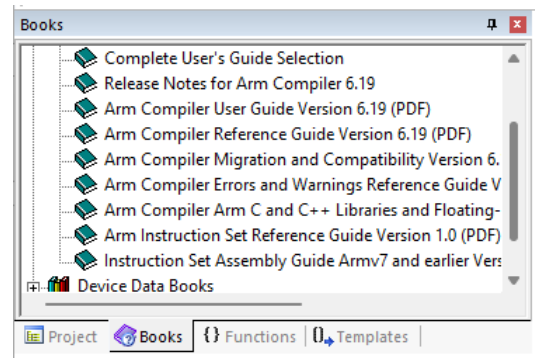 Books
Complete User's Guide Selection
Release Notes for Arm Compiler 6.19
Arm Compiler User Guide Version 6.19 (PDF)
Arm Compiler Reference Guide Version 6.19 (PDF)
Arm Compiler Migration and Compatibility Version 6.
Arm Compiler Errors and Warnings Reference Guide V
Arm Compiler Arm C and C++ Libraries and Floating-
Arm Instruction Set Reference Guide Version 1.0 (PDF)
Instruction Set Assembly Guide Armv7 and earlier Vers
Device Data Books
Project Books {} Functions Templates